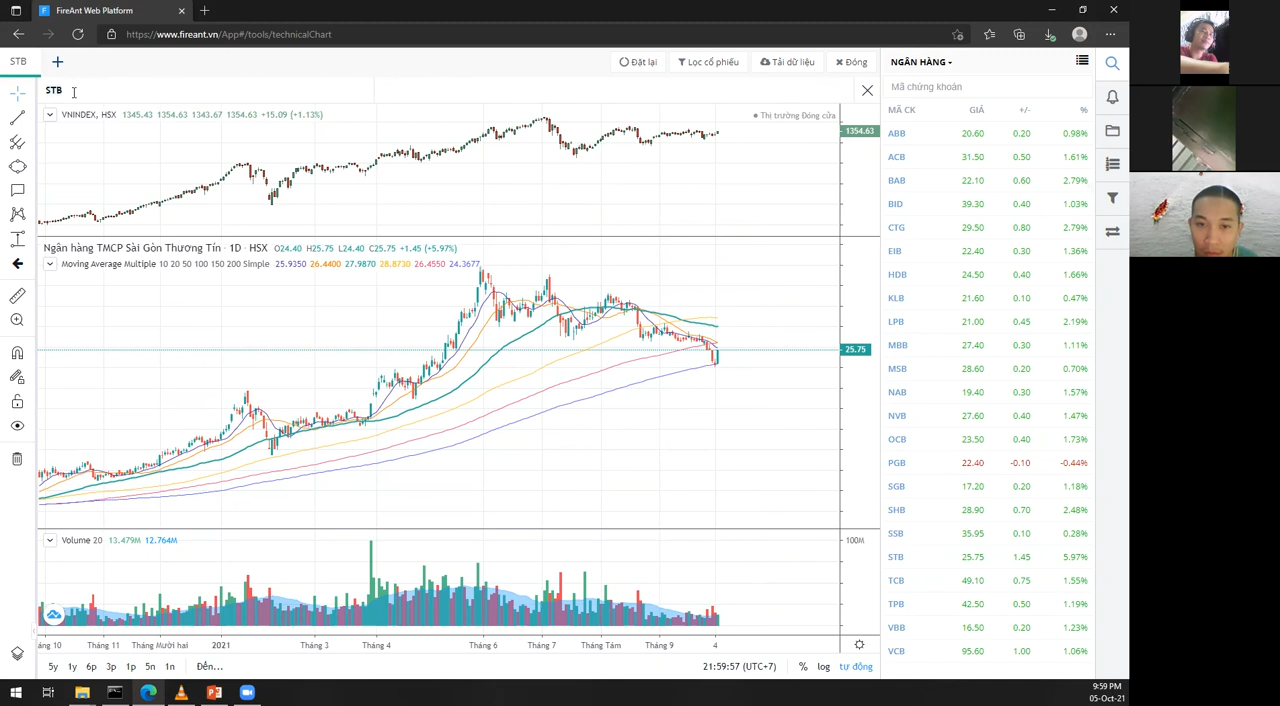 FireAnt Web Platform
https://www.fireant.vn/App#/tools/technicalChart
STB
Đặt lại
Lọc cổ phiếu
Tải dữ liệu
Đóng
STB
VNINDEX, HSX 1345.43 1354.63 1343.67 1354.63 +15.09 (+1.13%)
Thị trường Đóng cửa
1354.63
Ngân hàng TMCP Sài Gòn Thương Tín · 1D · HSX O24.40 H25.75 L24.40 C25.75 +1.45 (+5.97%)
Moving Average Multiple 10 20 50 100 150 200 Simple 25.9350 26.4400 27.9870 28.8730 26.4550 24.3677
25.75
Volume 20 13.479M 12.764M
100M
áng 10 Tháng 11 Tháng Mười hai 2021 Tháng 3 Tháng 4 Tháng 6 Tháng 7 Tháng Tám Tháng 9 4
5y 1y 6p 3p 1p 5n 1n Đến...
21:59:57 (UTC+7) % log tự động
NGÂN HÀNG
Mã chứng khoán
MÃ CK GIÁ +/- %
ABB 20.60 0.20 0.98%
ACB 31.50 0.50 1.61%
BAB 22.10 0.60 2.79%
BID 39.30 0.40 1.03%
CTG 29.50 0.80 2.79%
EIB 22.40 0.30 1.36%
HDB 24.50 0.40 1.66%
KLB 21.60 0.10 0.47%
LPB 21.00 0.45 2.19%
MBB 27.40 0.30 1.11%
MSB 28.60 0.20 0.70%
NAB 19.40 0.30 1.57%
NVB 27.60 0.40 1.47%
OCB 23.50 0.40 1.73%
PGB 22.40 -0.10 -0.44%
SGB 17.20 0.20 1.18%
SHB 28.90 0.70 2.48%
SSB 35.95 0.10 0.28%
STB 25.75 1.45 5.97%
TCB 49.10 0.75 1.55%
TPB 42.50 0.50 1.19%
VBB 16.50 0.20 1.23%
VCB 95.60 1.00 1.06%
9:59 PM
05-Oct-21